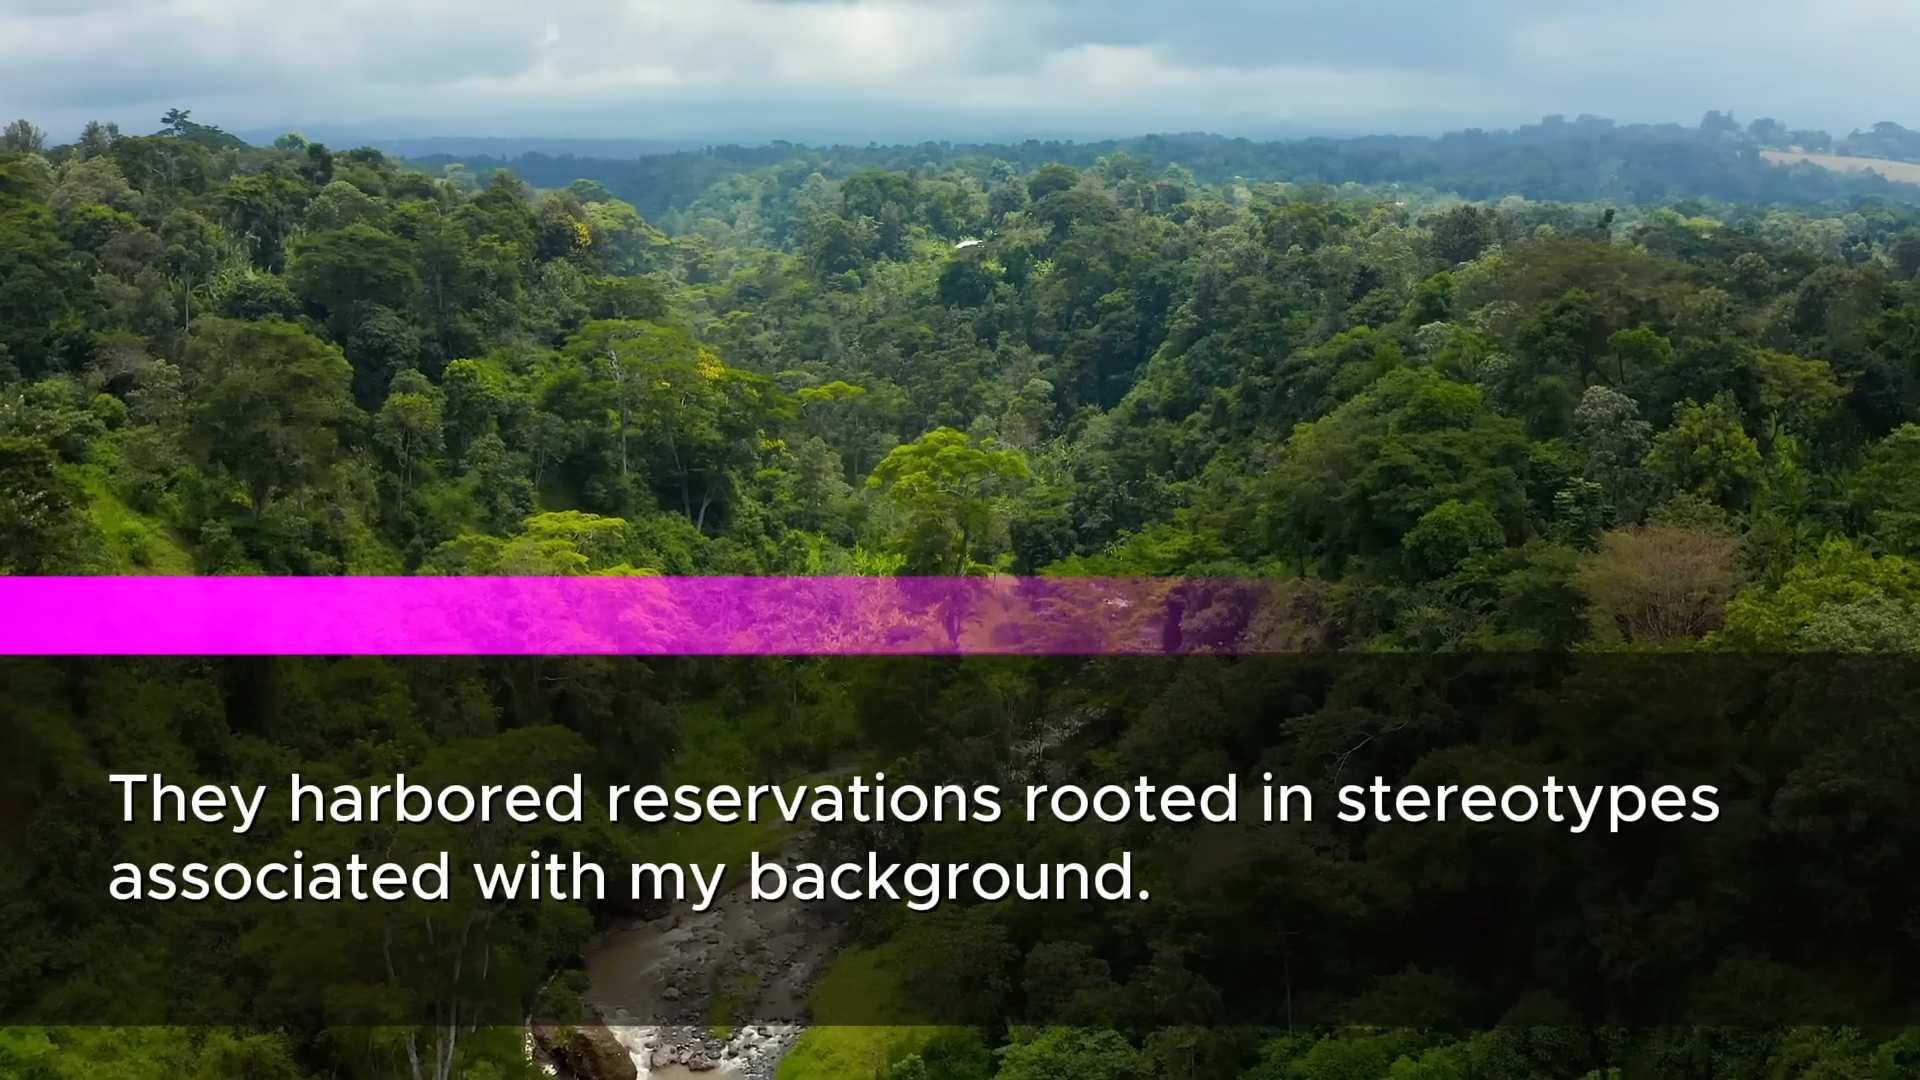 They harbored reservations rooted in stereotypes
associated with my background.